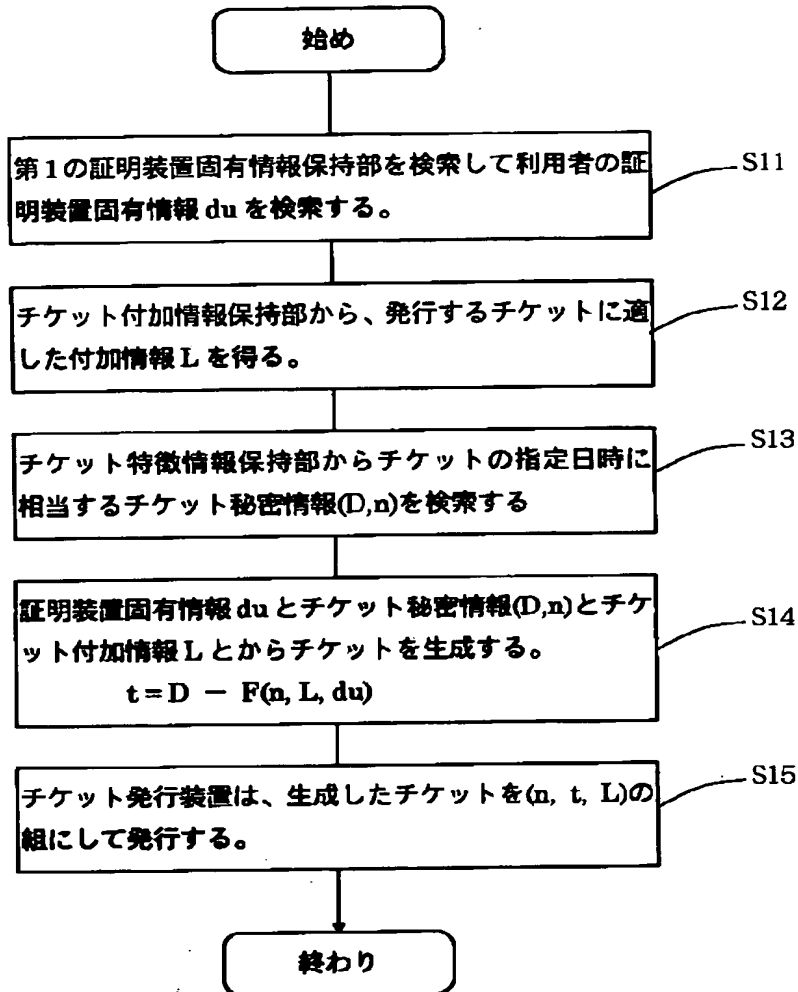 始め
第1の証明装置固有情報保持部を検索して利用者の証
明装置固有情報 du を検索する。
S11
チケット付加情報保持部から、発行するチケットに適
した付加情報 L を得る。
S12
チケット特徴情報保持部からチケットの指定日時に
相当するチケット秘密情報(D,n)を検索する
S13
証明装置固有情報 du とチケット秘密情報(D,n)とチケ
ット付加情報 L とからチケットを生成する。
t = D － F(n, L, du)
S14
チケット発行装置は、生成したチケットを(n, t, L)の
組にして発行する。
S15
終わり